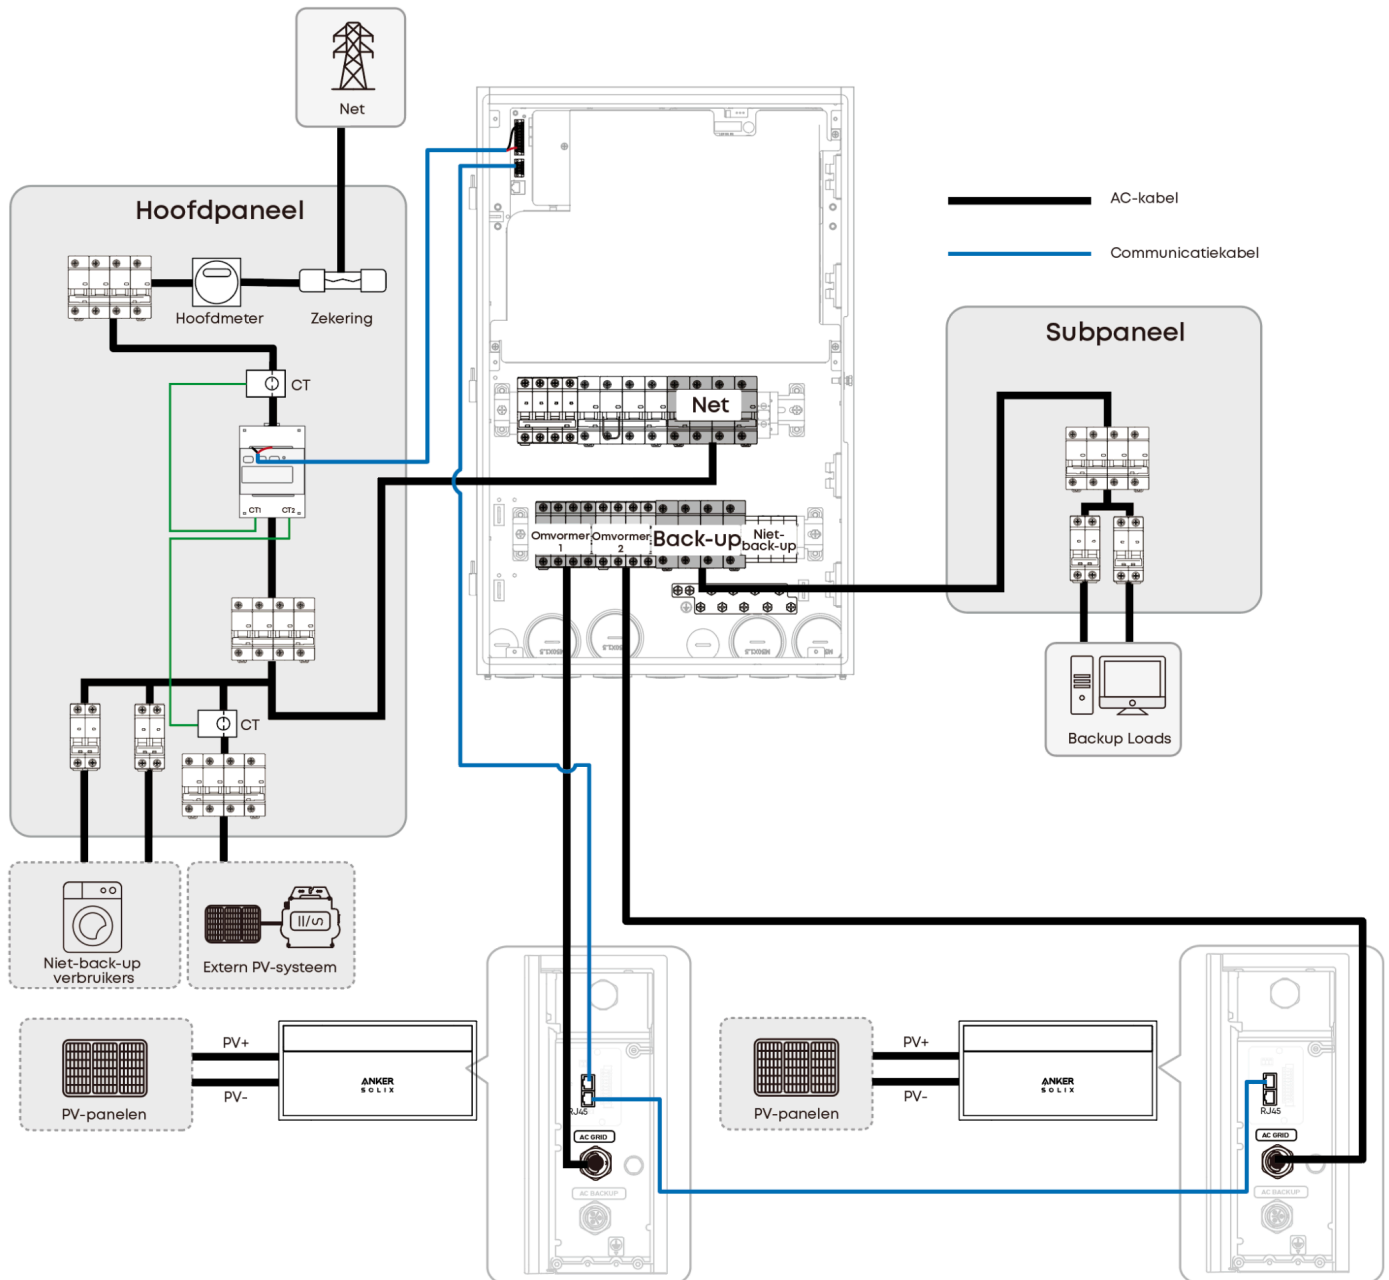 Net
Hoofdpaneel
Hoofdmeter
Zekering
CT
CT1
CT2
CT
Niet-back-up
verbruikers
Extern PV-systeem
AC-kabel
Communicatiekabel
Net
Omvormer
1
Omvormer
2
Back-up
Niet-
back-up
Subpaneel
Backup Loads
PV-panelen
PV+
PV-
ANKER
SOLIX
RJ45
AC GRID
AC BACKUP
PV-panelen
PV+
PV-
ANKER
SOLIX
RJ45
AC GRID
AC BACKUP